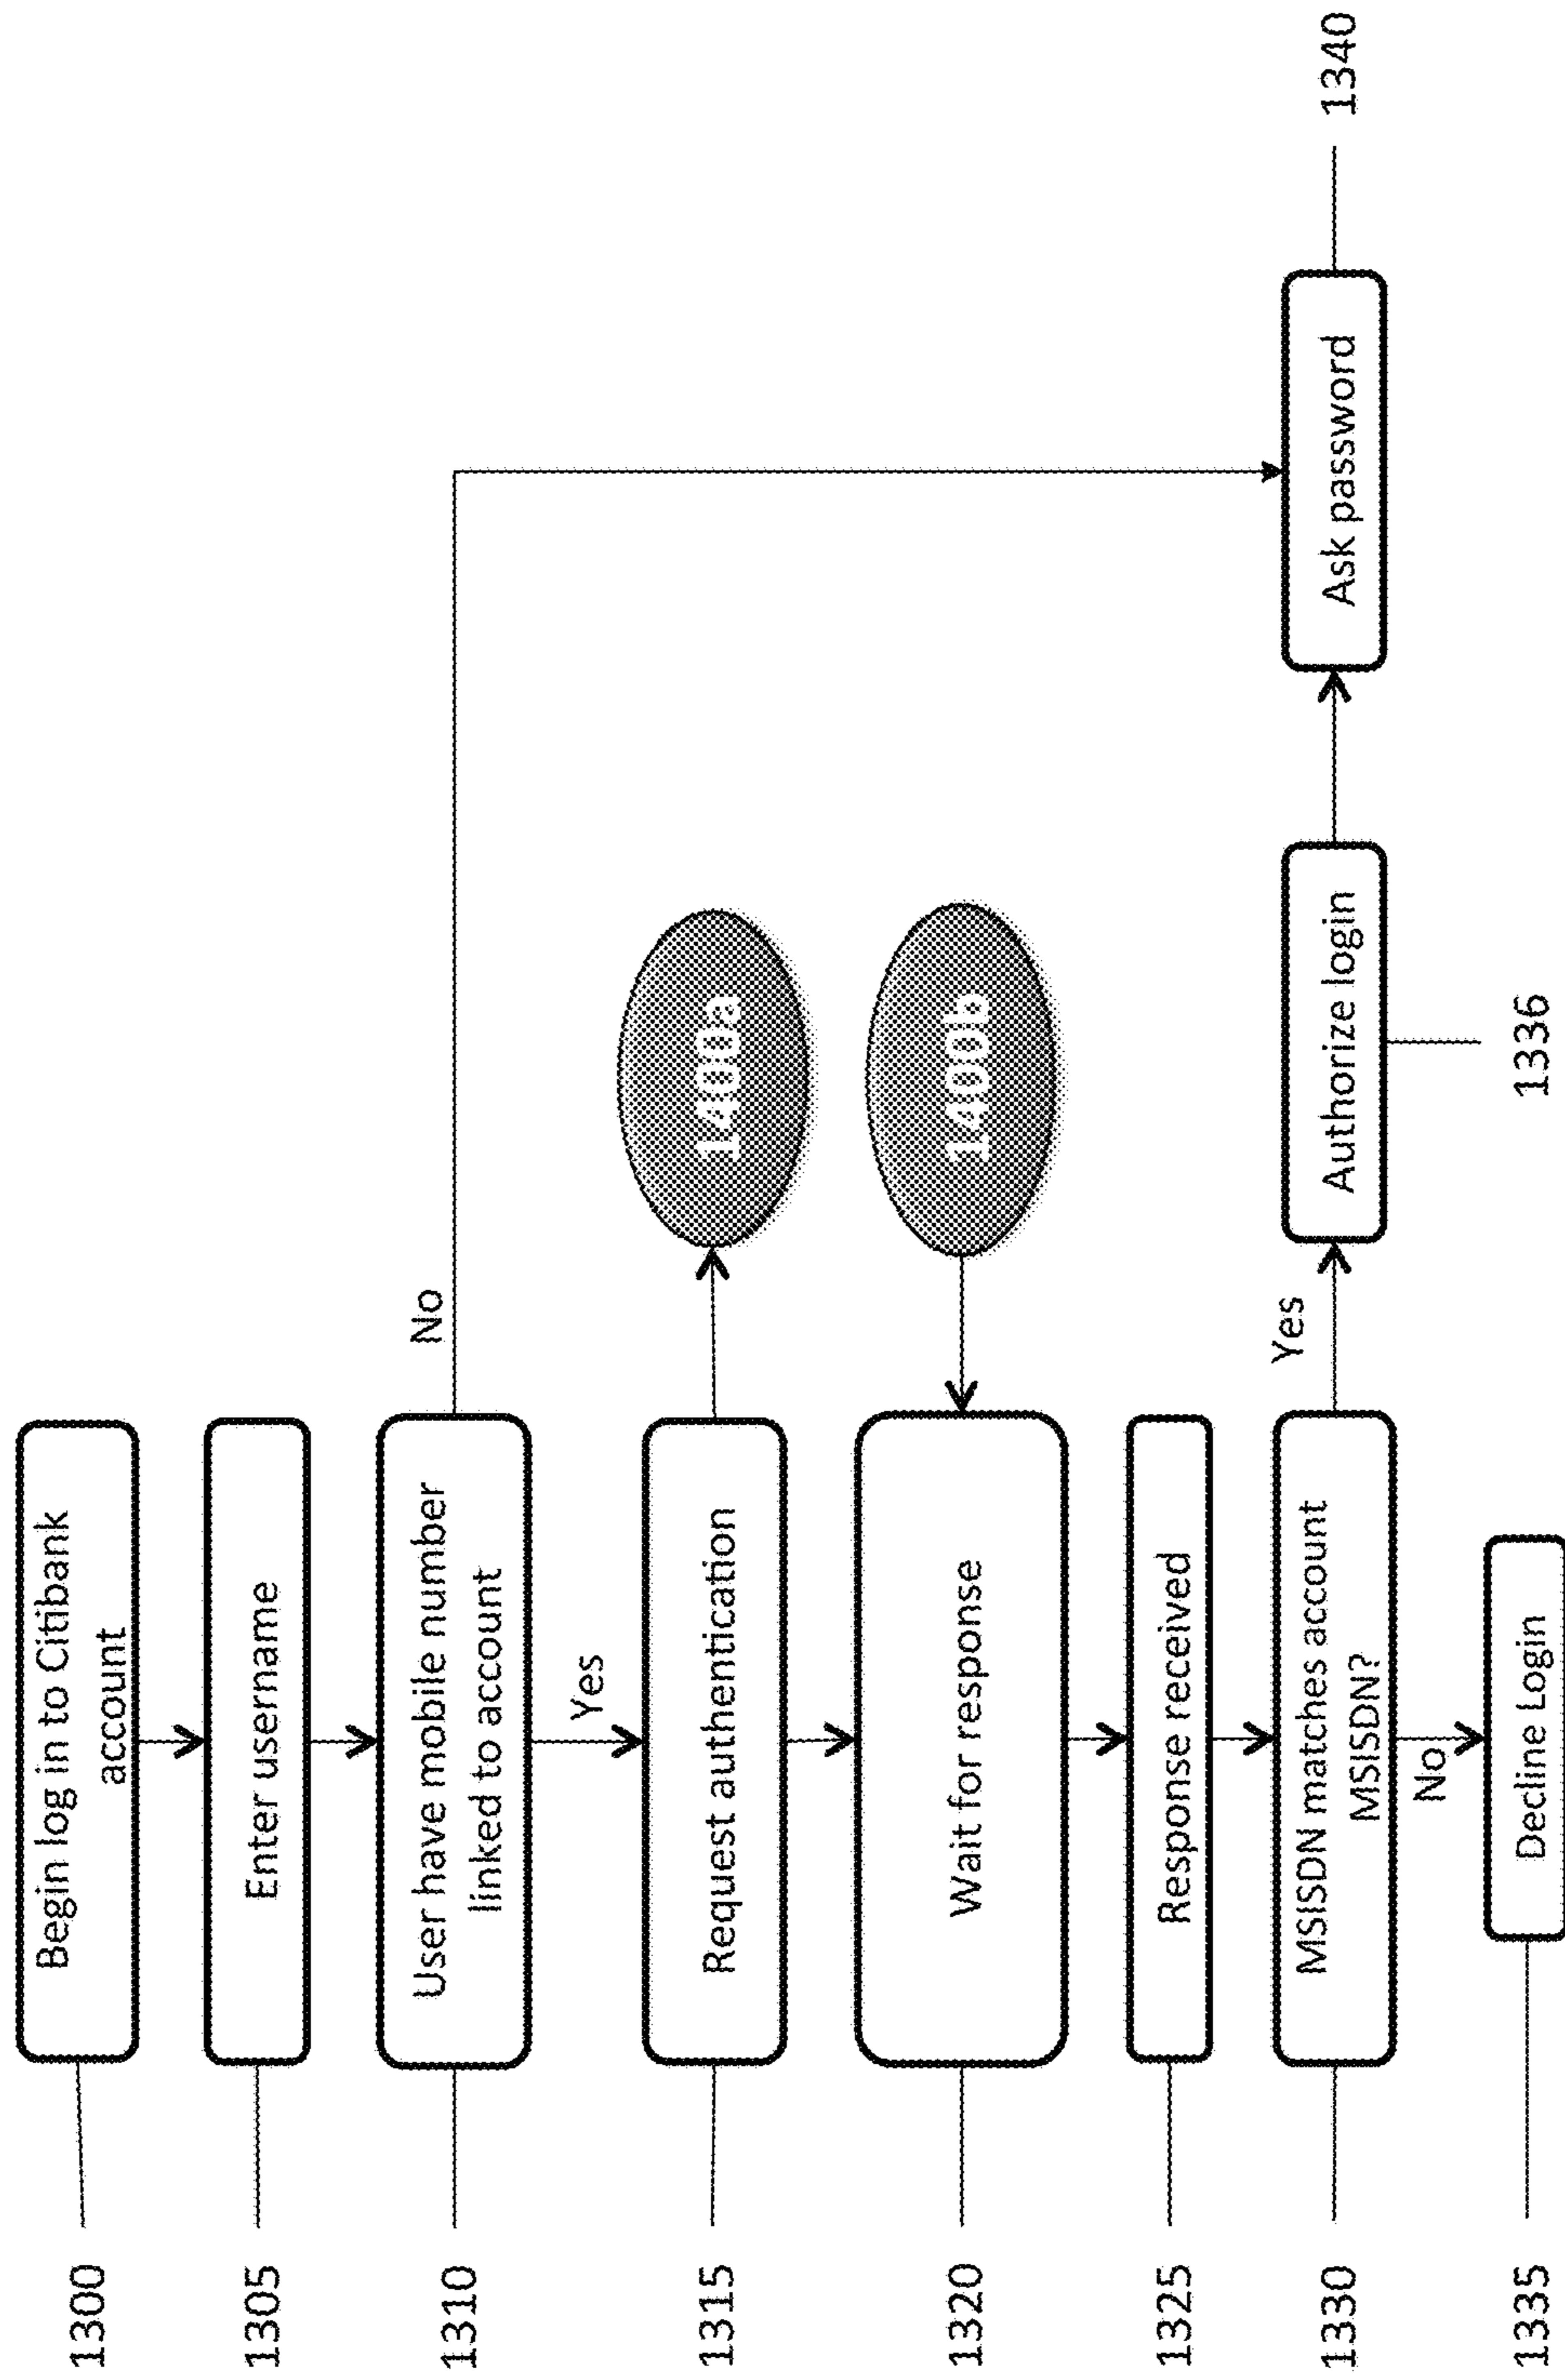 1300
Begin log in to Citibank
account
1305
Enter username
1310
User have mobile number
linked to account
No
Yes
1315
Request authentication
1400a
1320
Wait for response
1400b
1325
Response received
1330
MSISDN matches account
MSISDN?
Yes
Authorize login
1336
Ask password
1340
No
1335
Decline Login